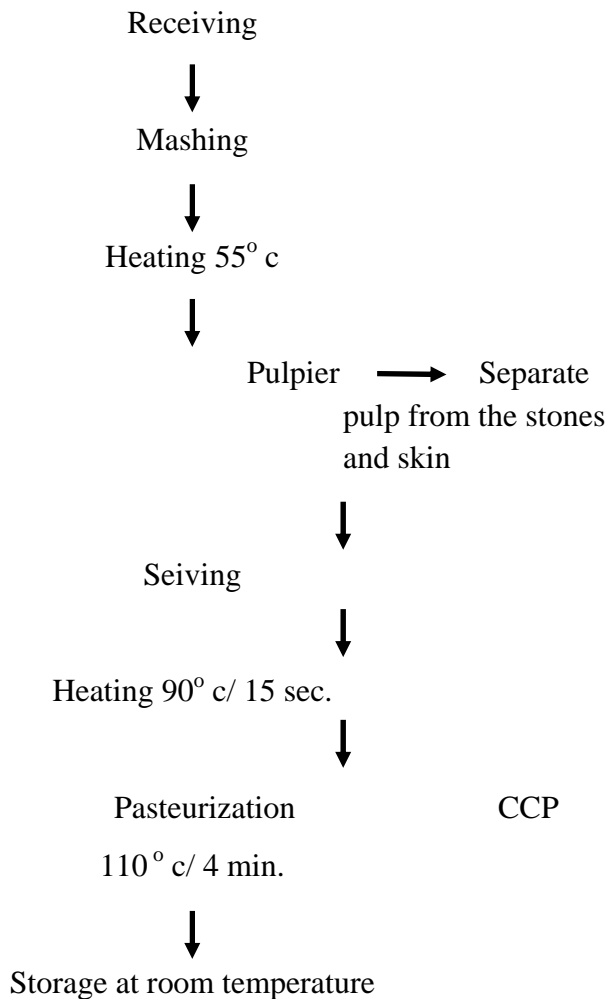 Receiving
Mashing
Heating 55° c
Pulpier Separate
pulp from the stones
and skin
Seiving
Heating 90° c/ 15 sec.
Pasteurization CCP
110 ° c/ 4 min.
Storage at room temperature